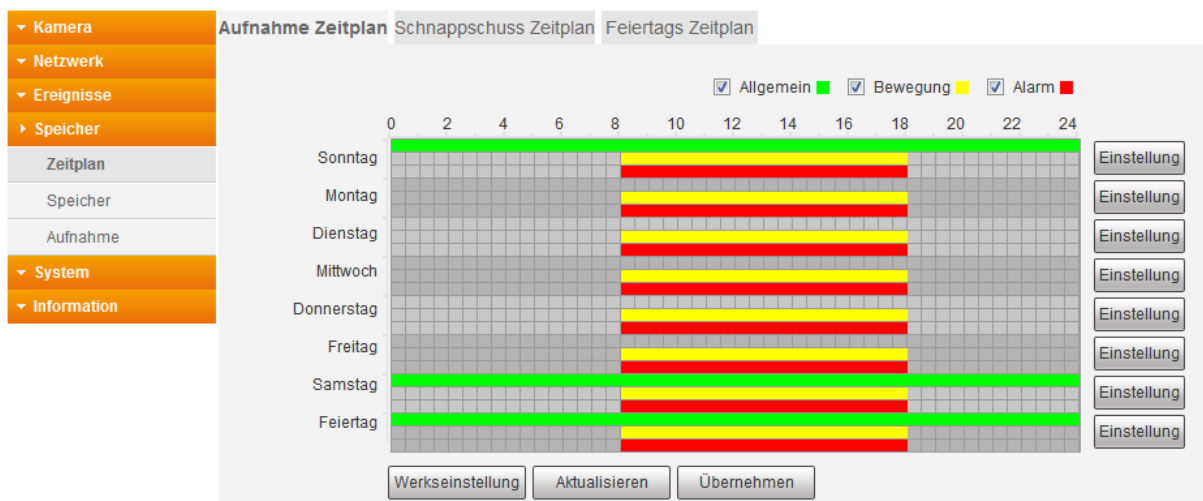 Kamera
Netzwerk
Ereignisse
Speicher
Zeitplan
Speicher
Aufnahme
System
Information
Aufnahme Zeitplan Schnappschuss Zeitplan Feiertags Zeitplan
Allgemein Bewegung Alarm
0 2 4 6 8 10 12 14 16 18 20 22 24
Sonntag Einstellung
Montag Einstellung
Dienstag Einstellung
Mittwoch Einstellung
Donnerstag Einstellung
Freitag Einstellung
Samstag Einstellung
Feiertag Einstellung
Werkseinstellung Aktualisieren Übernehmen